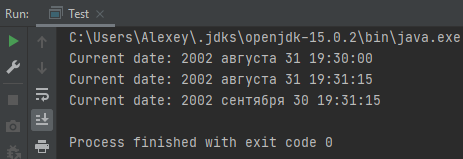 Run: Test
C:\Users\Alexey\.jdks\openjdk-15.0.2\bin\java.exe
Current date: 2002 августа 31 19:30:00
Current date: 2002 августа 31 19:31:15
Current date: 2002 сентября 30 19:31:15
Process finished with exit code 0